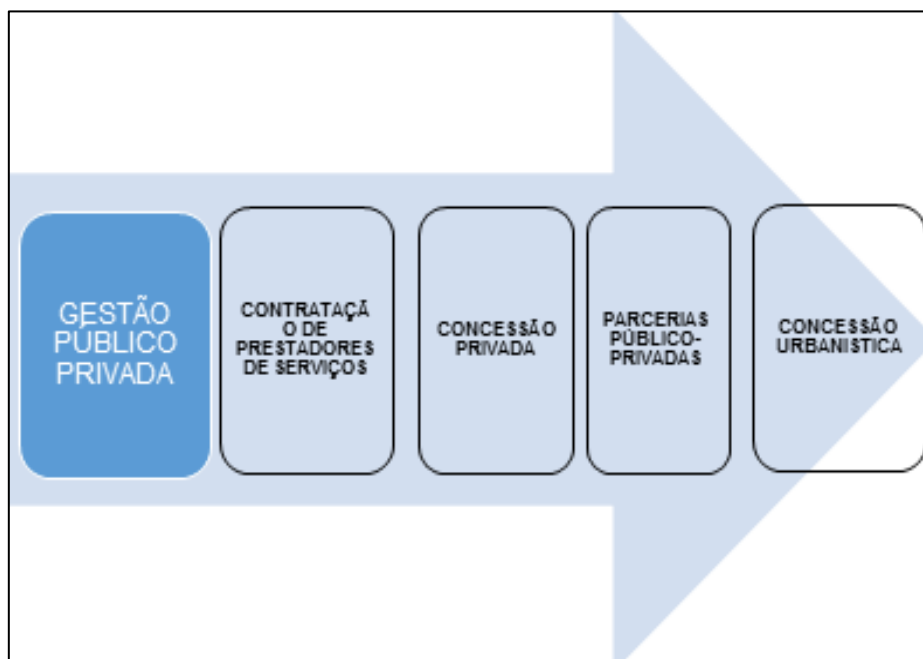 GESTÃO
PÚBLICO
PRIVADA
CONTRATAÇÃ
O DE
PRESTADORES
DE SERVIÇOS
CONCESSÃO
PRIVADA
PARCERIAS
PÚBLICO-
PRIVADAS
CONCESSÃO
URBANISTICA